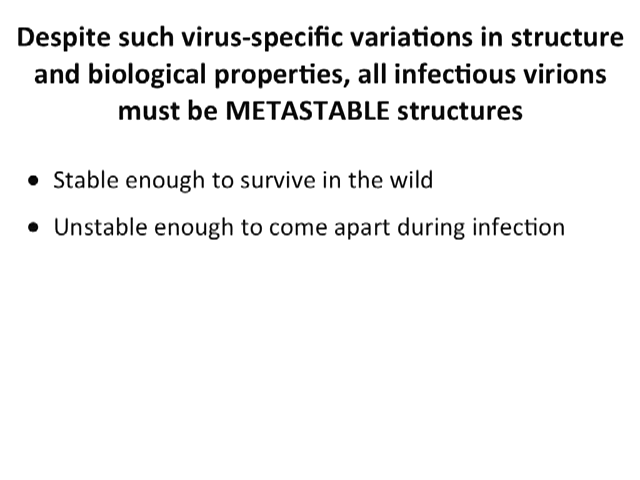 Despite such virus-specific variations in structure
and biological properties, all infectious virions
must be METASTABLE structures
• Stable enough to survive in the wild
• Unstable enough to come apart during infection